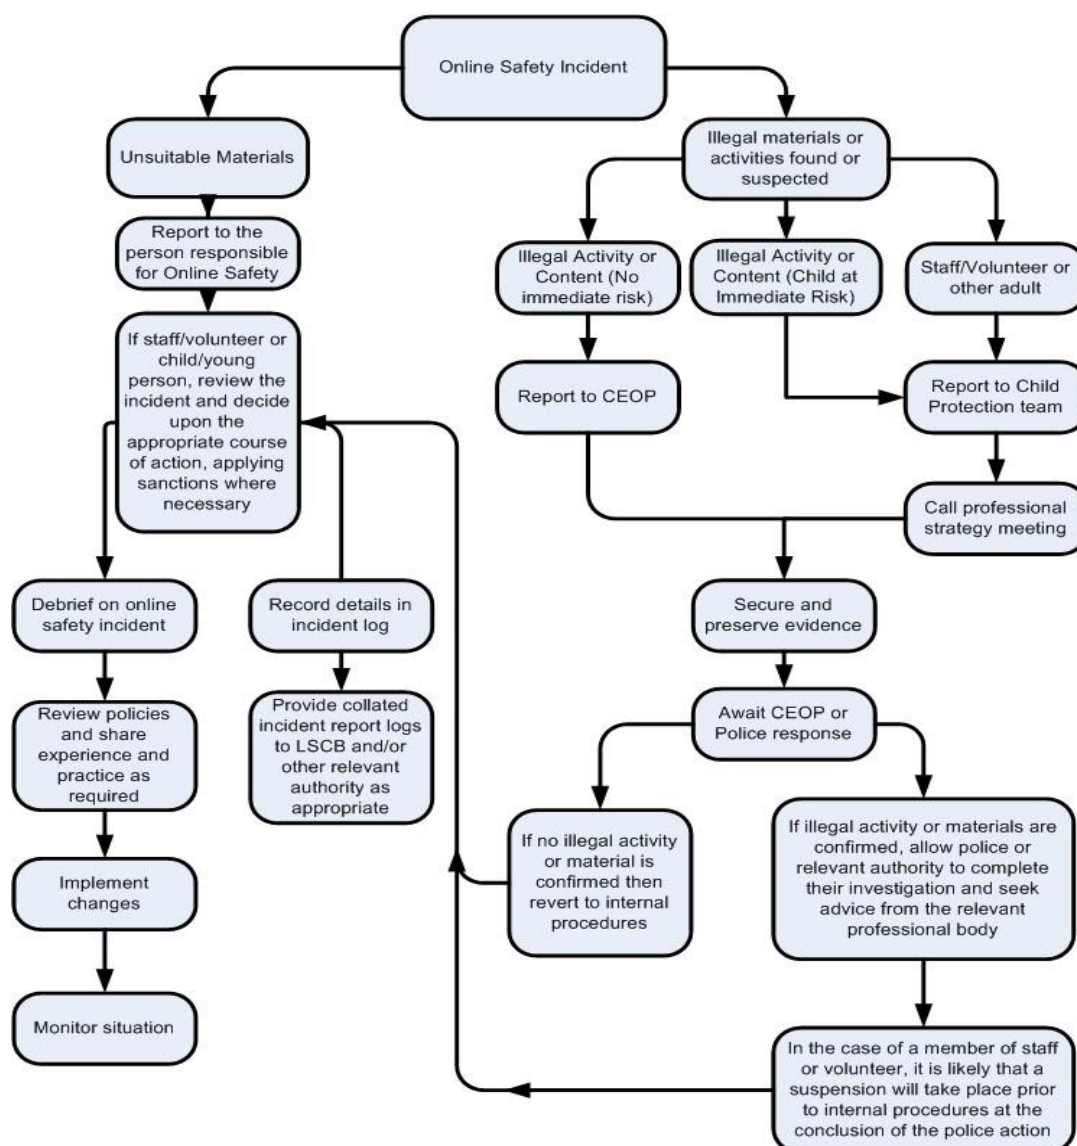 Online Safety Incident
Unsuitable Materials
Illegal materials or
activities found or
suspected
Report to the
person responsible
for Online Safety
Illegal Activity or
Content (No
immediate risk)
Illegal Activity or
Content (Child at
Immediate Risk)
Staff/Volunteer or
other adult
If staff/volunteer or
child/young
person, review the
incident and decide
upon the
appropriate course
of action, applying
sanctions where
necessary
Report to CEOP
Report to Child
Protection team
Call professional
strategy meeting
Debrief on online
safety incident
Record details in
incident log
Secure and
preserve evidence
Review policies
and share
experience and
practice as
required
Provide collated
incident report logs
to LSCB and/or
other relevant
authority as
appropriate
Await CEOP or
Police response
If no illegal activity
or material is
confirmed then
revert to internal
procedures
If illegal activity or materials are
confirmed, allow police or
relevant authority to complete
their investigation and seek
advice from the relevant
professional body
Implement
changes
Monitor situation
In the case of a member of staff
or volunteer, it is likely that a
suspension will take place prior
to internal procedures at the
conclusion of the police action